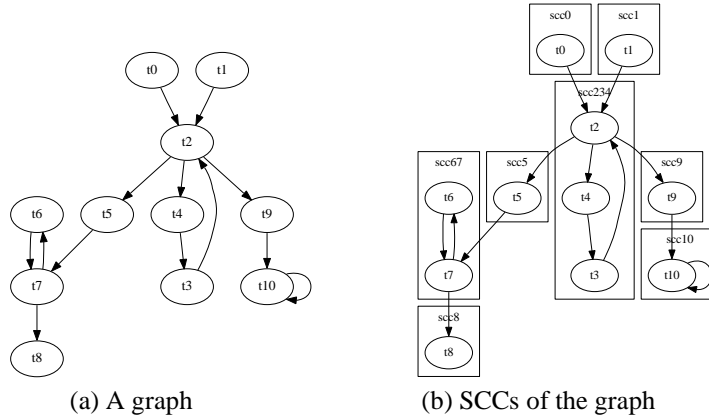 t0 t1
t2
t6 t5 t4 t9
t7 t3 t10
t8
(a) A graph
scc0 scc1
t0 t1
scc234
t2
scc67 scc5 scc9
t6 t5 t4 t9
scc10
t7 t3 t10
scc8
t8
(b) SCCs of the graph